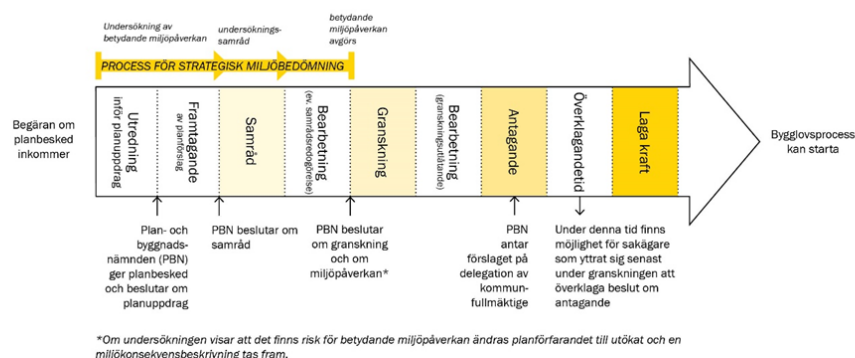 Undersökning av
betydande miljöpåverkan
undersöknings-
samråd
betydande
miljöpåverkan
avgörs
PROCESS FÖR STRATEGISK MILJÖBEDÖMNING
Begäran om
planbesked
inkommer
Utredning
inför planuppdrag
Framtagande
av planförslag
Samråd
Bearbetning
(ev. samrådsredogörelse)
Granskning
Bearbetning
(granskningsutlåtande)
Antagande
Överklagandetid
Laga kraft
Bygglovsprocess
kan starta
Plan- och
byggnads-
nämnden (PBN)
ger planbesked
och beslutar om
planuppdrag
PBN beslutar om
samråd
PBN beslutar
om granskning
och om
miljöpåverkan*
PBN
antar
förslaget på
delegation av
kommun-
fullmäktige
Under denna tid finns
möjlighet för sakägare
som yttrat sig senast
under granskningen att
överklaga beslut om
antagande
*Om undersökningen visar att det finns risk för betydande miljöpåverkan ändras planförfarandet till utökat och en
miljökonsekvensbeskrivning tas fram.